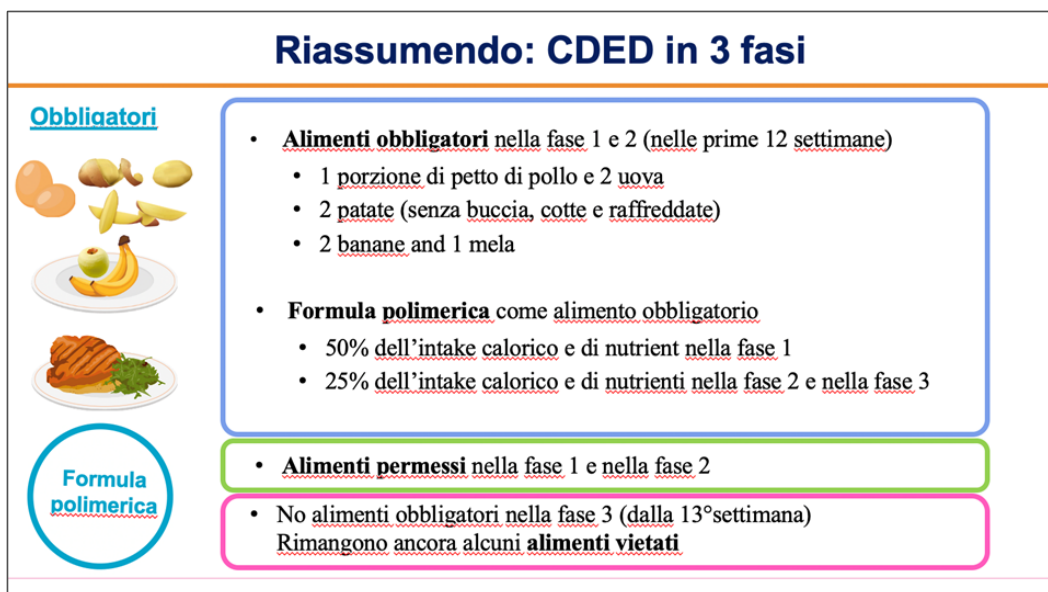 Riassumendo: CDED in 3 fasi
Obbligatori
• Alimenti obbligatori nella fase 1 e 2 (nelle prime 12 settimane)
• 1 porzione di petto di pollo e 2 uova
• 2 patate (senza buccia, cotte e raffreddate)
• 2 banane and 1 mela
• Formula polimerica come alimento obbligatorio
• 50% dell’intake calorico e di nutrient nella fase 1
• 25% dell’intake calorico e di nutrienti nella fase 2 e nella fase 3
Formula
polimerica
• Alimenti permessi nella fase 1 e nella fase 2
• No alimenti obbligatori nella fase 3 (dalla 13°settimana)
Rimangono ancora alcuni alimenti vietati